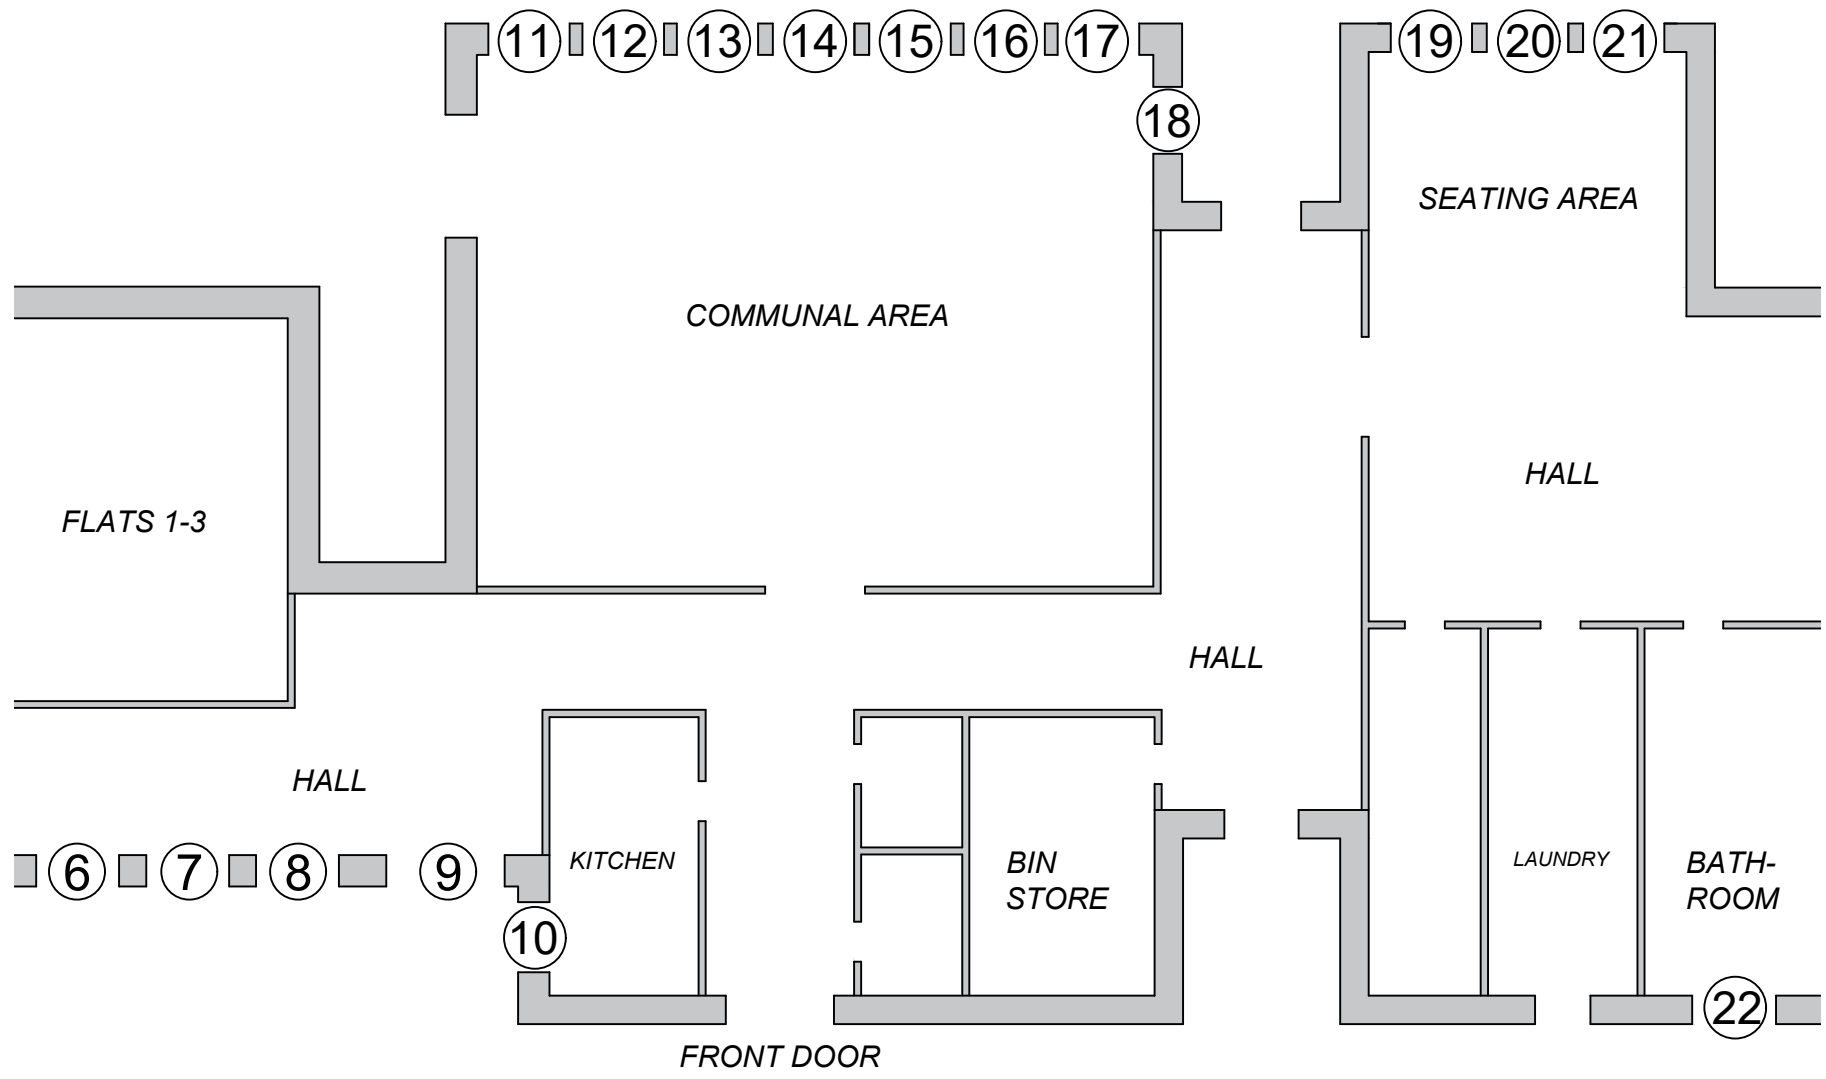 11 12 13 14 15 16 17
19 20 21
18
SEATING AREA
COMMUNAL AREA
HALL
FLATS 1-3
HALL
HALL
6 7 8 9
KITCHEN
BIN
STORE
LAUNDRY
BATH-
ROOM
10
22
FRONT DOOR